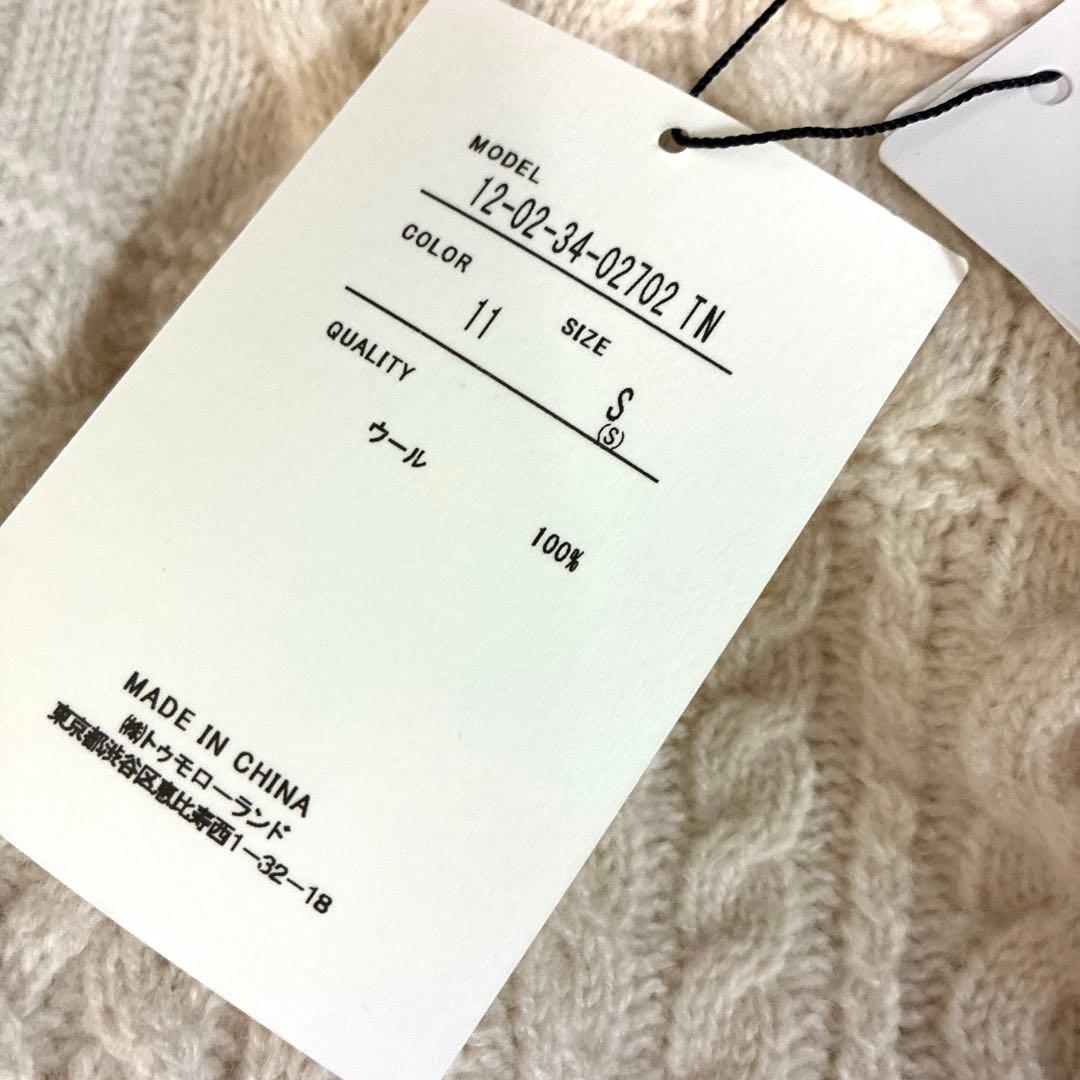 MODEL
12-02-34-02702 TN
COLOR
11
SIZE
S
(S)
QUALITY
ウール
100%
MADE IN CHINA
㈱トゥモローランド
東京都渋谷区恵比寿西1-32-18